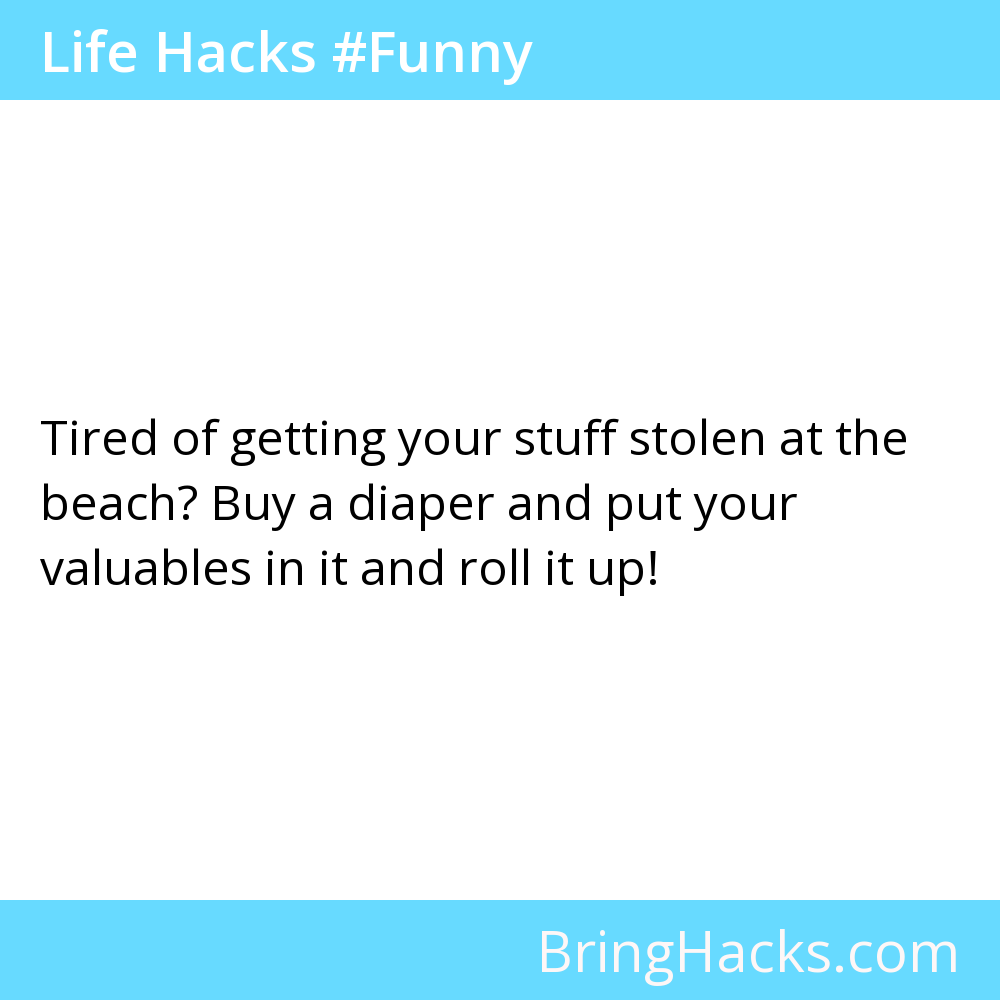 Life Hacks #Funny
Tired of getting your stuff stolen at the
beach? Buy a diaper and put your
valuables in it and roll it up!
BringHacks.com